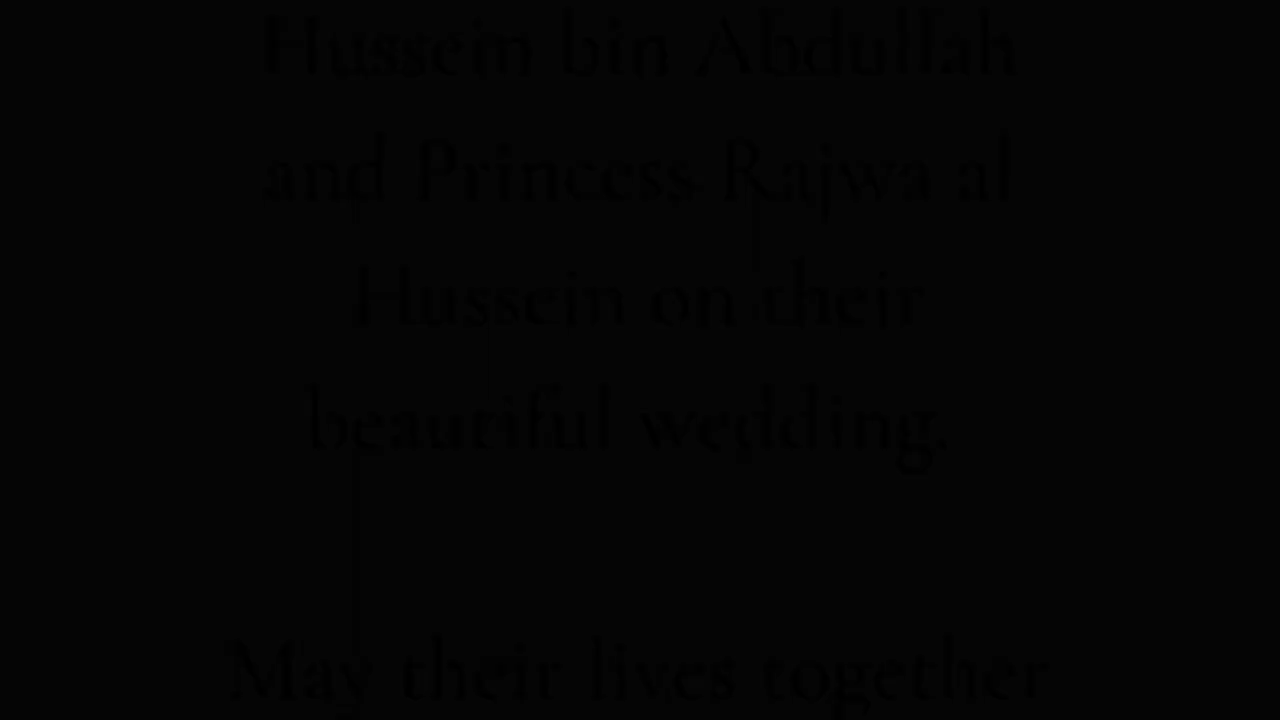 Hussein bin Abdullah
and Princess Rajwa al
Hussein on their
beautiful wedding.
May their lives together